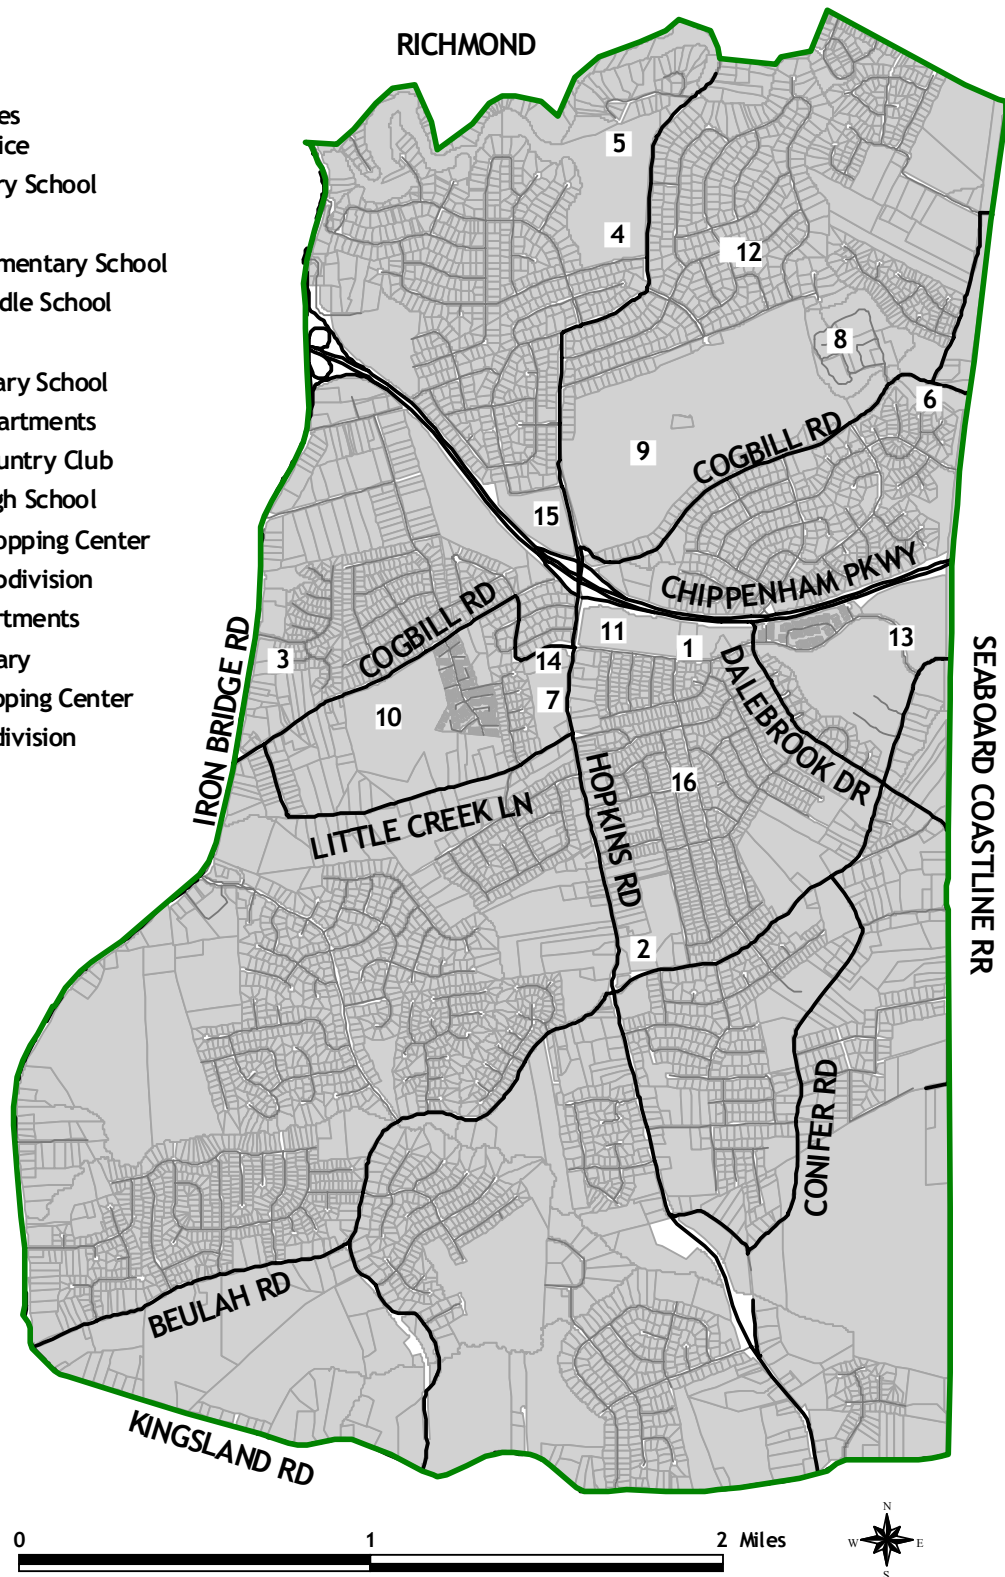 RICHMOND
es
ice
ry School
mentary School
dle School
ary School
artments
untry Club
gh School
opping Center
bdivision
rtments
ary
pping Center
division
5
4
12
8
6
9
COGBILL RD
15
CHIPPENHAM PKWY
COGBILL RD
11
1
13
3
14
7
10
IRON BRIDGE RD
DALEBROOK DR
SEABOARD COASTLINE RR
16
HOPKINS RD
LITTLE CREEK LN
2
CONIFER RD
BEULAH RD
KINGSLAND RD
0 1 2 Miles
N
W E
S